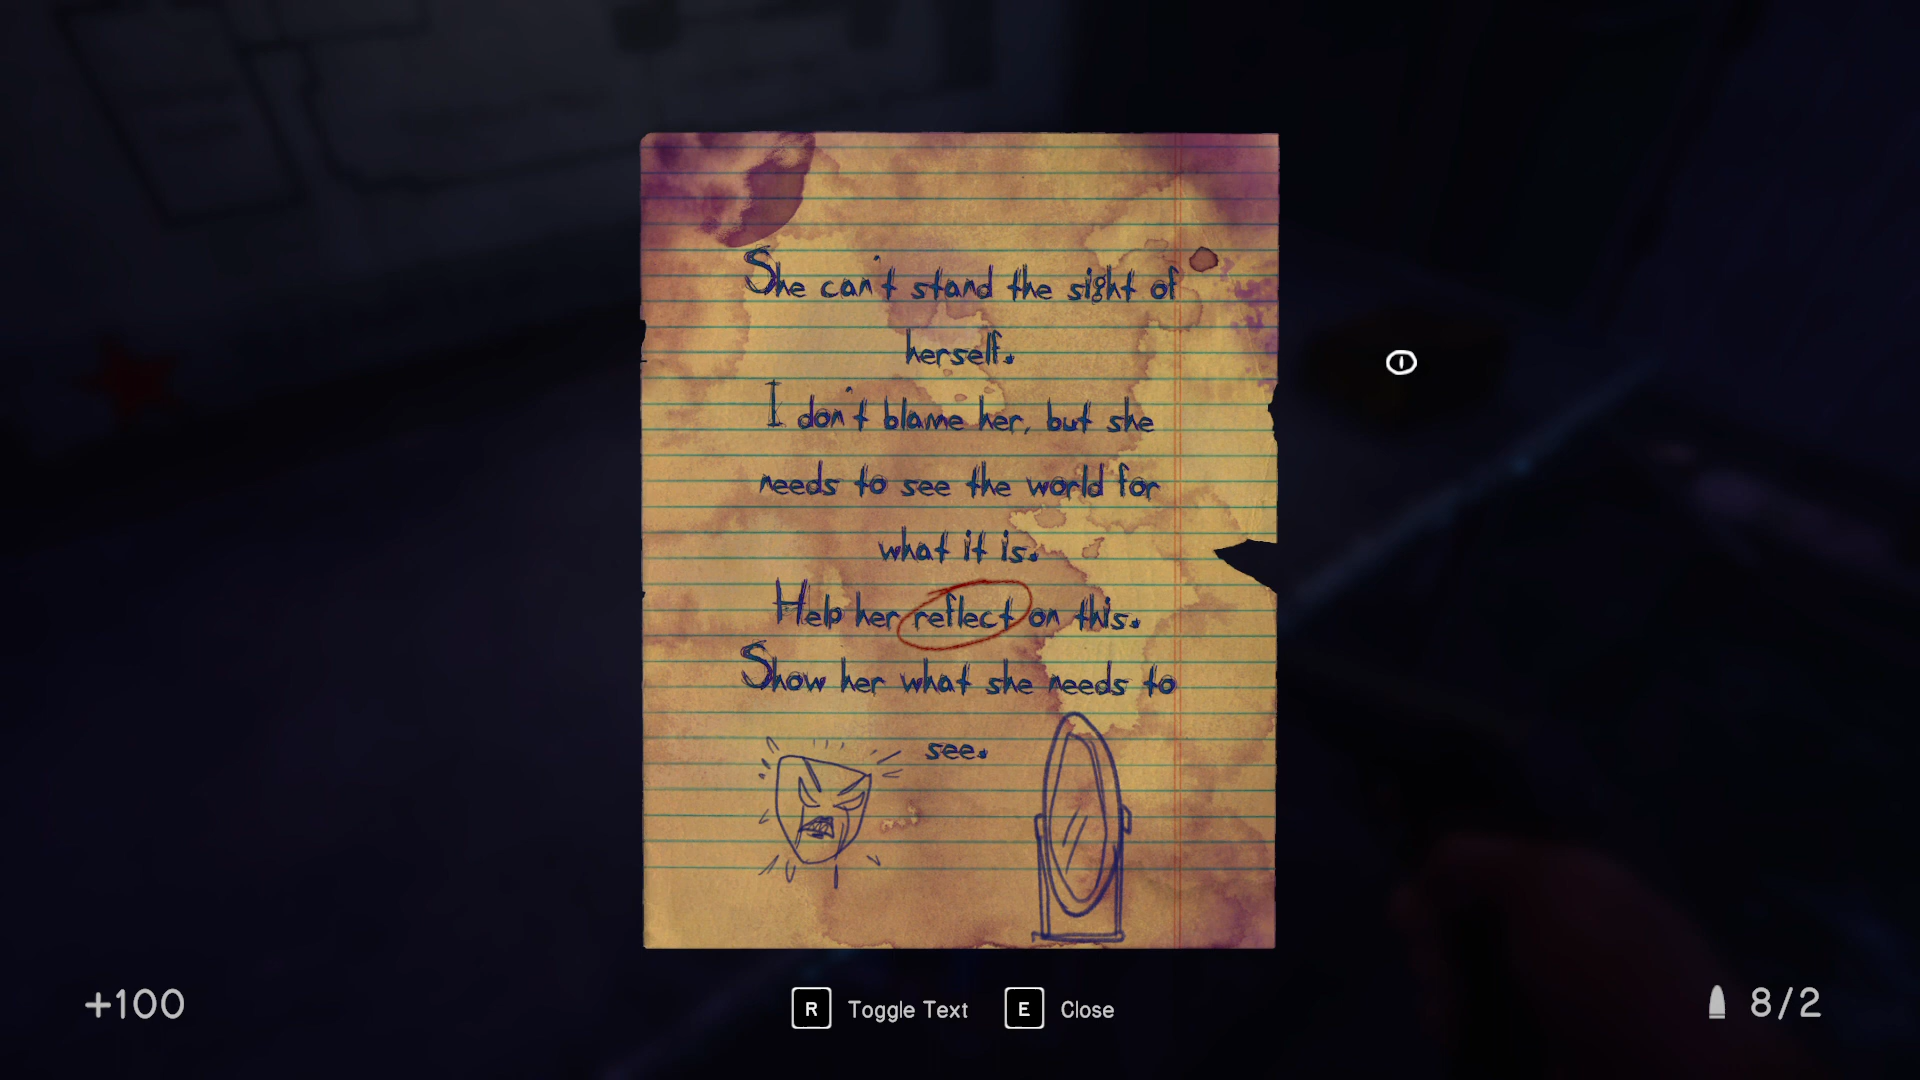 She can't stand the sight of
herself.
I don't blame her, but she
needs to see the world for
what it is.
Help her reflect on this.
Show her what she needs to
see.
+100
R Toggle Text E Close
8/2